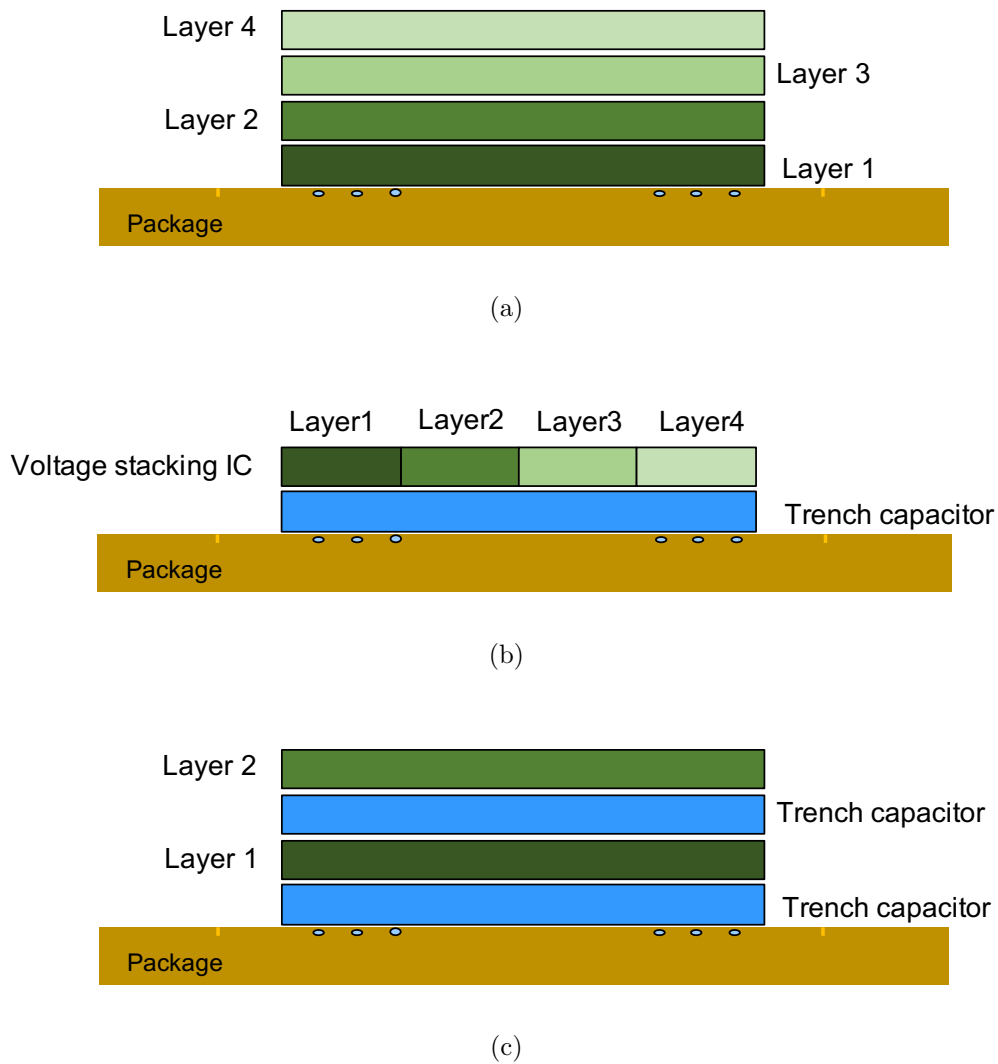 Layer 4
Layer 3
Layer 2
Layer 1
Package
(a)
Layer1 Layer2 Layer3 Layer4
Voltage stacking IC
Trench capacitor
Package
(b)
Layer 2
Trench capacitor
Layer 1
Trench capacitor
Package
(c)